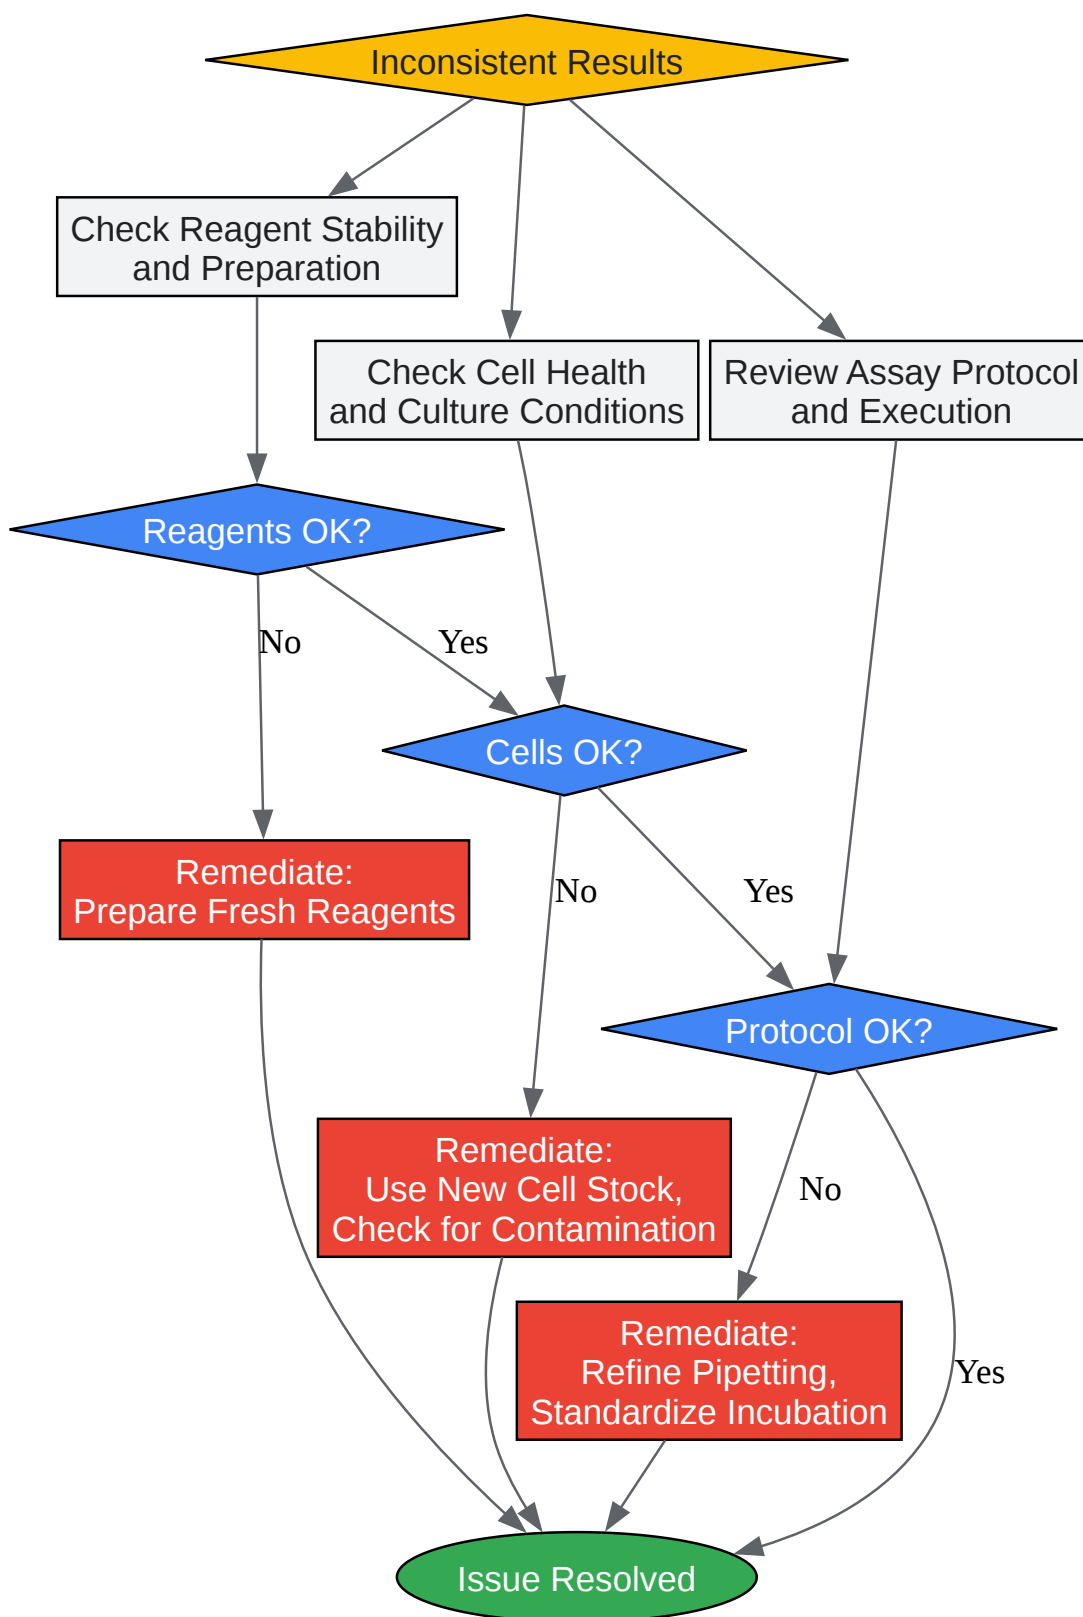 Inconsistent Results
Check Reagent Stability
and Preparation
Check Cell Health
and Culture Conditions
Review Assay Protocol
and Execution
Reagents OK?
No
Yes
Cells OK?
Remediate:
Prepare Fresh Reagents
No
Yes
Protocol OK?
Remediate:
Use New Cell Stock,
Check for Contamination
No
Remediate:
Refine Pipetting,
Standardize Incubation
Yes
Issue Resolved